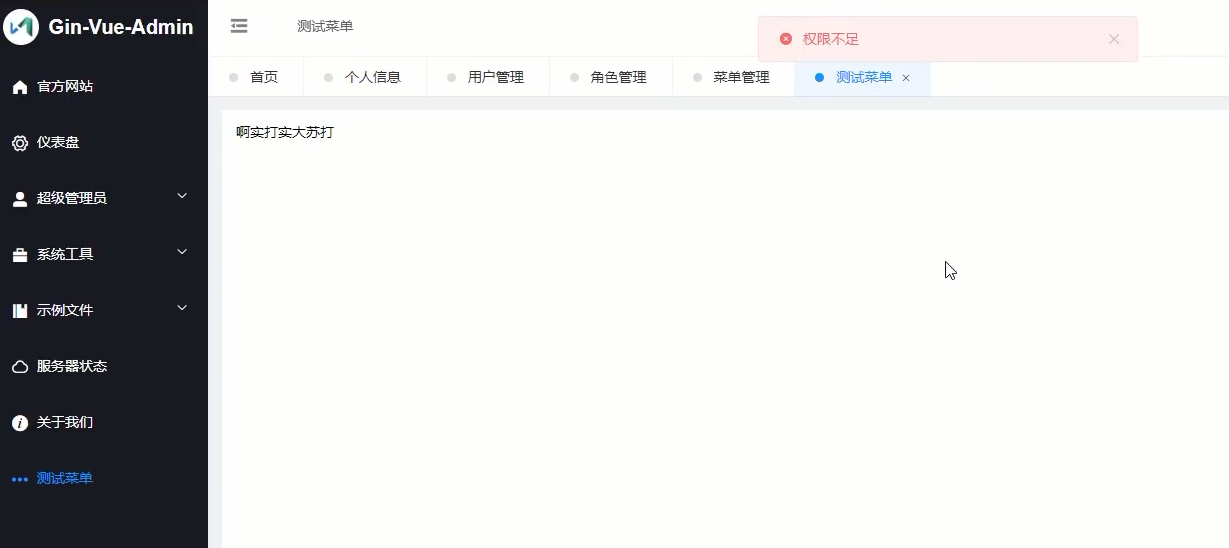 Gin-Vue-Admin
官方网站
仪表盘
超级管理员
系统工具
示例文件
服务器状态
关于我们
测试菜单
测试菜单
权限不足
首页 个人信息 用户管理 角色管理 菜单管理 测试菜单
啊实打实大苏打